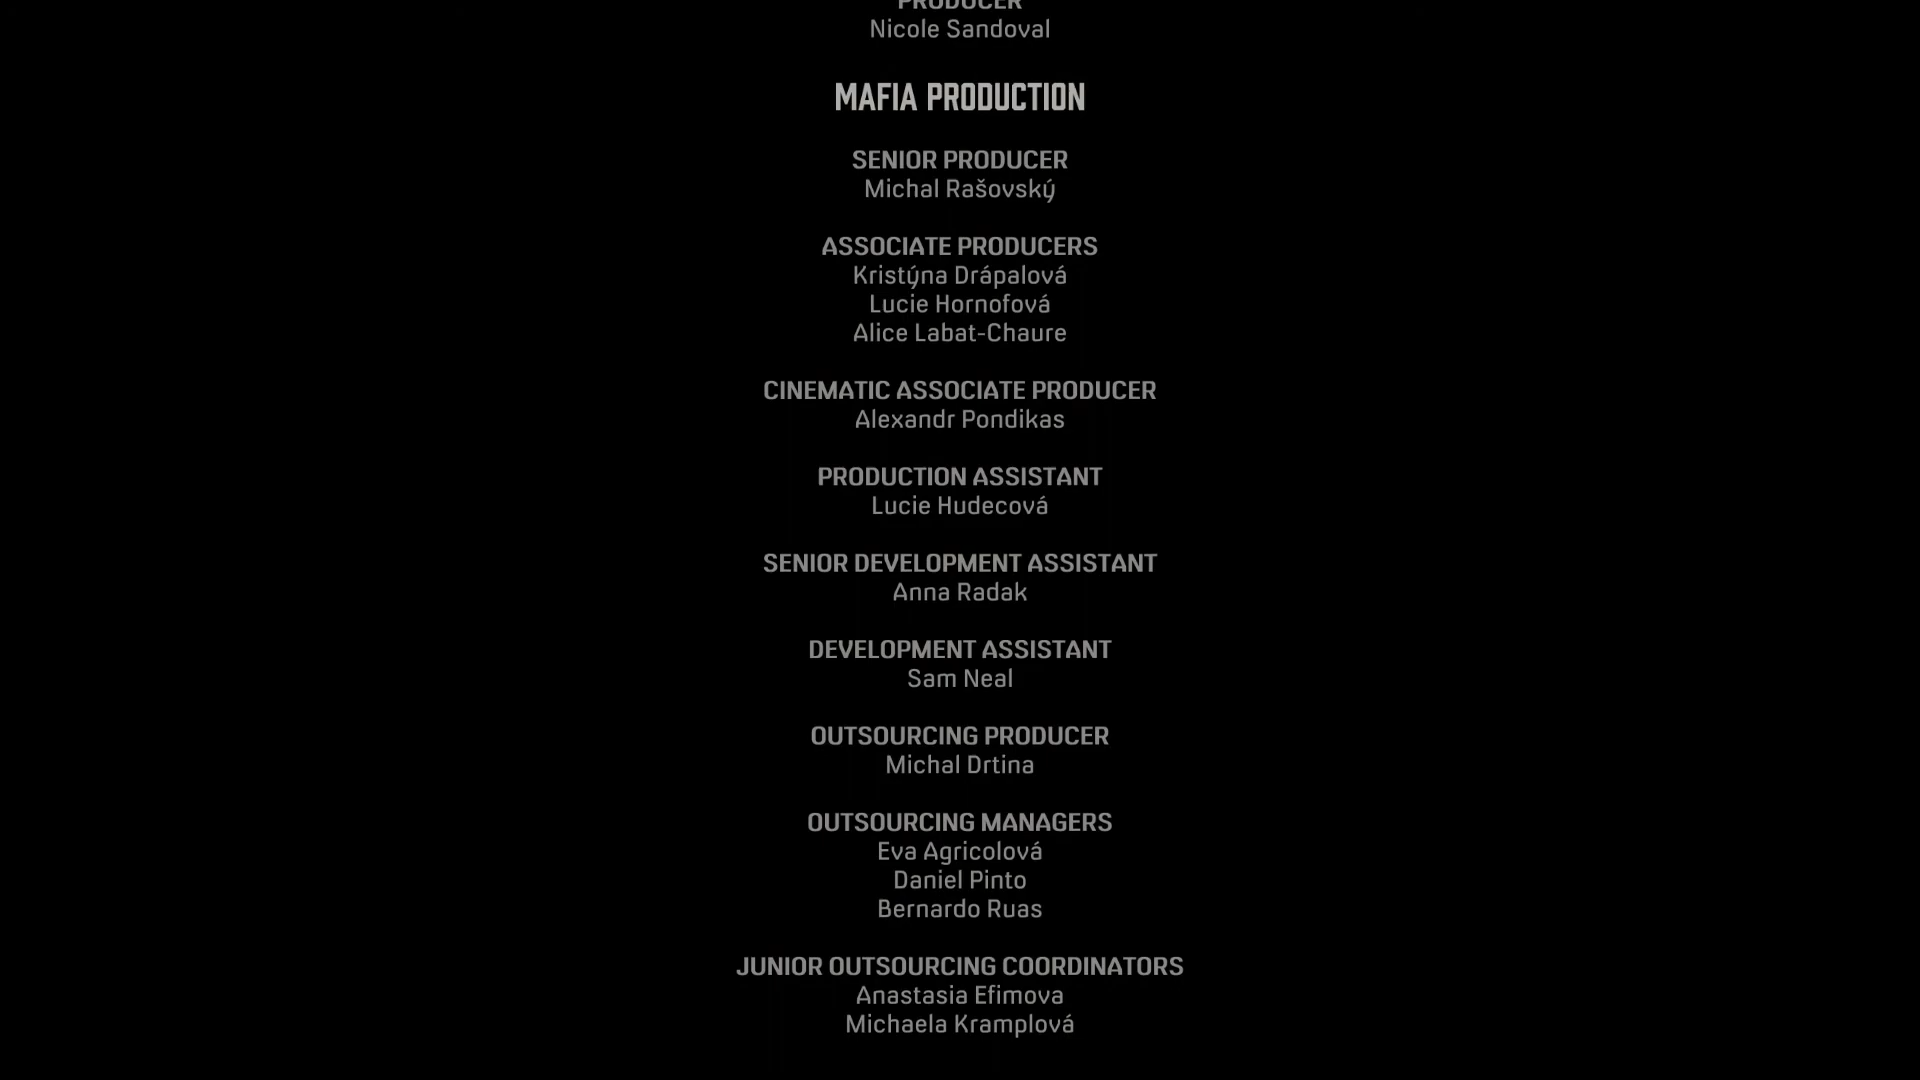 PRODUCER
Nicole Sandoval
MAFIA PRODUCTION
SENIOR PRODUCER
Michal Rašovský
ASSOCIATE PRODUCERS
Kristýna Drápalová
Lucie Hornofová
Alice Labat-Chaure
CINEMATIC ASSOCIATE PRODUCER
Alexandr Pondikas
PRODUCTION ASSISTANT
Lucie Hudecová
SENIOR DEVELOPMENT ASSISTANT
Anna Radak
DEVELOPMENT ASSISTANT
Sam Neal
OUTSOURCING PRODUCER
Michal Drtina
OUTSOURCING MANAGERS
Eva Agricolová
Daniel Pinto
Bernardo Ruas
JUNIOR OUTSOURCING COORDINATORS
Anastasia Efimova
Michaela Kramplová